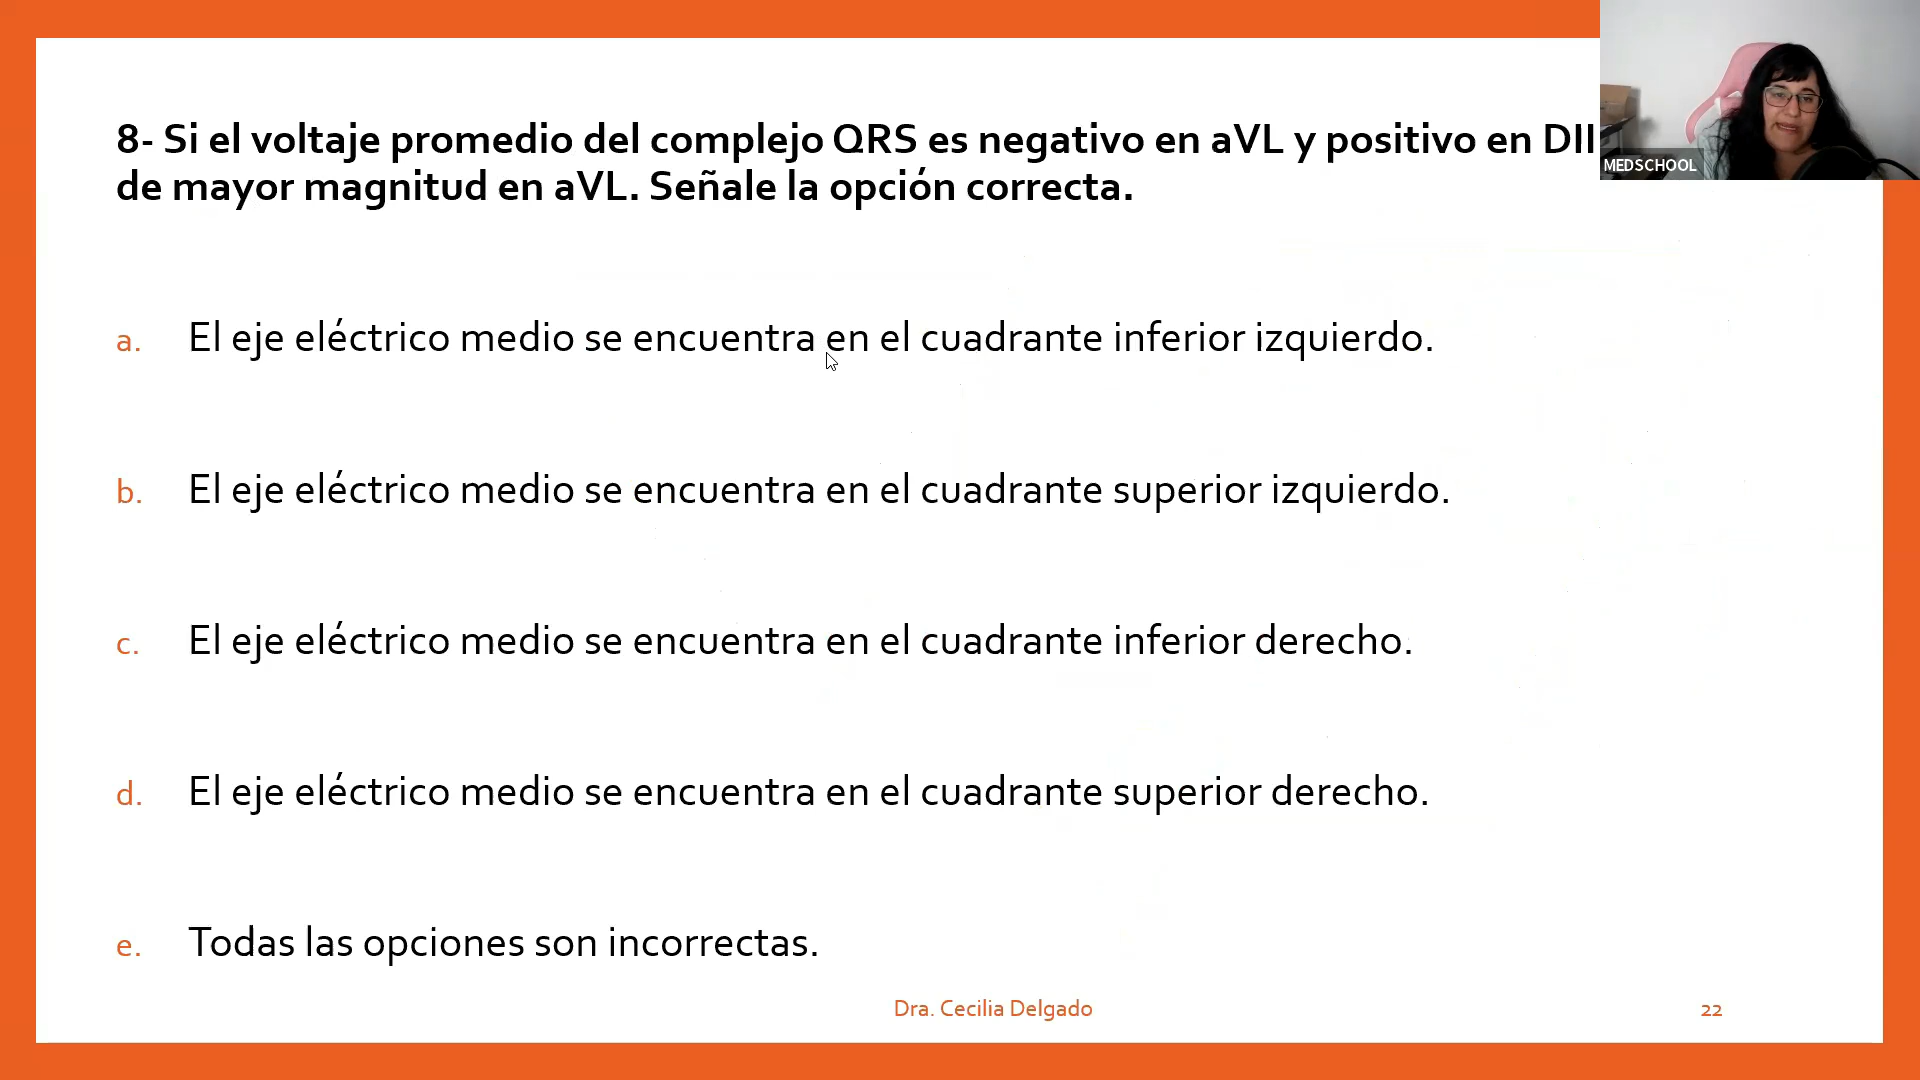 8- Si el voltaje promedio del complejo QRS es negativo en aVL y positivo en DII
de mayor magnitud en aVL. Señale la opción correcta.
MEDSCHOOL
a. El eje eléctrico medio se encuentra en el cuadrante inferior izquierdo.
b. El eje eléctrico medio se encuentra en el cuadrante superior izquierdo.
c. El eje eléctrico medio se encuentra en el cuadrante inferior derecho.
d. El eje eléctrico medio se encuentra en el cuadrante superior derecho.
e. Todas las opciones son incorrectas.
Dra. Cecilia Delgado
22